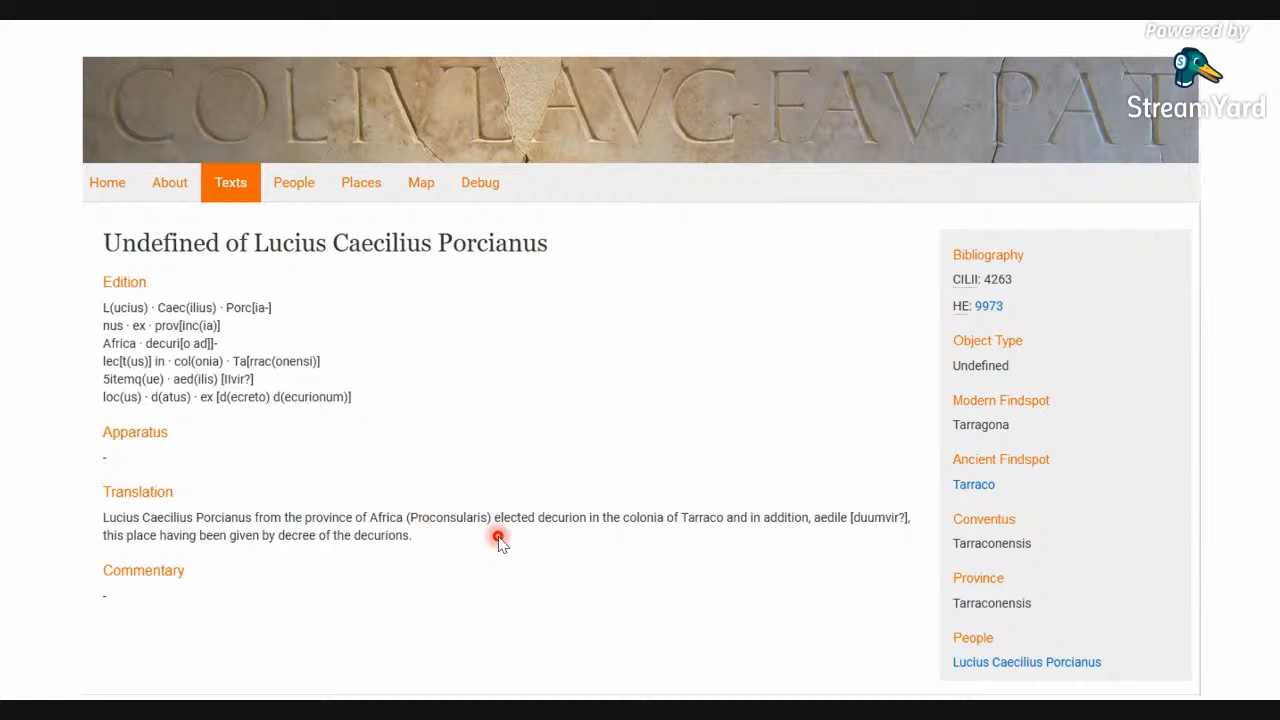 Powered by
StreamYard
COL IVL AVG FAV PAT
Home About Texts People Places Map Debug
Undefined of Lucius Caecilius Porcianus
Edition
L(ucius) · Caec(ilius) · Porc[ia-]
nus · ex · prov[inc(ia)]
Africa · decuri[o ad]]-
lec[t(us)] in · col(onia) · Ta[rrac(onensi)]
5itemq(ue) · aed(ilis) [IIvir?]
loc(us) · d(atus) · ex [d(ecreto) d(ecurionum)]
Apparatus
-
Translation
Lucius Caecilius Porcianus from the province of Africa (Proconsularis) elected decurion in the colonia of Tarraco and in addition, aedile [duumvir?],
this place having been given by decree of the decurions.
Commentary
-
Bibliography
CILII: 4263
HE: 9973
Object Type
Undefined
Modern Findspot
Tarragona
Ancient Findspot
Tarraco
Conventus
Tarraconensis
Province
Tarraconensis
People
Lucius Caecilius Porcianus